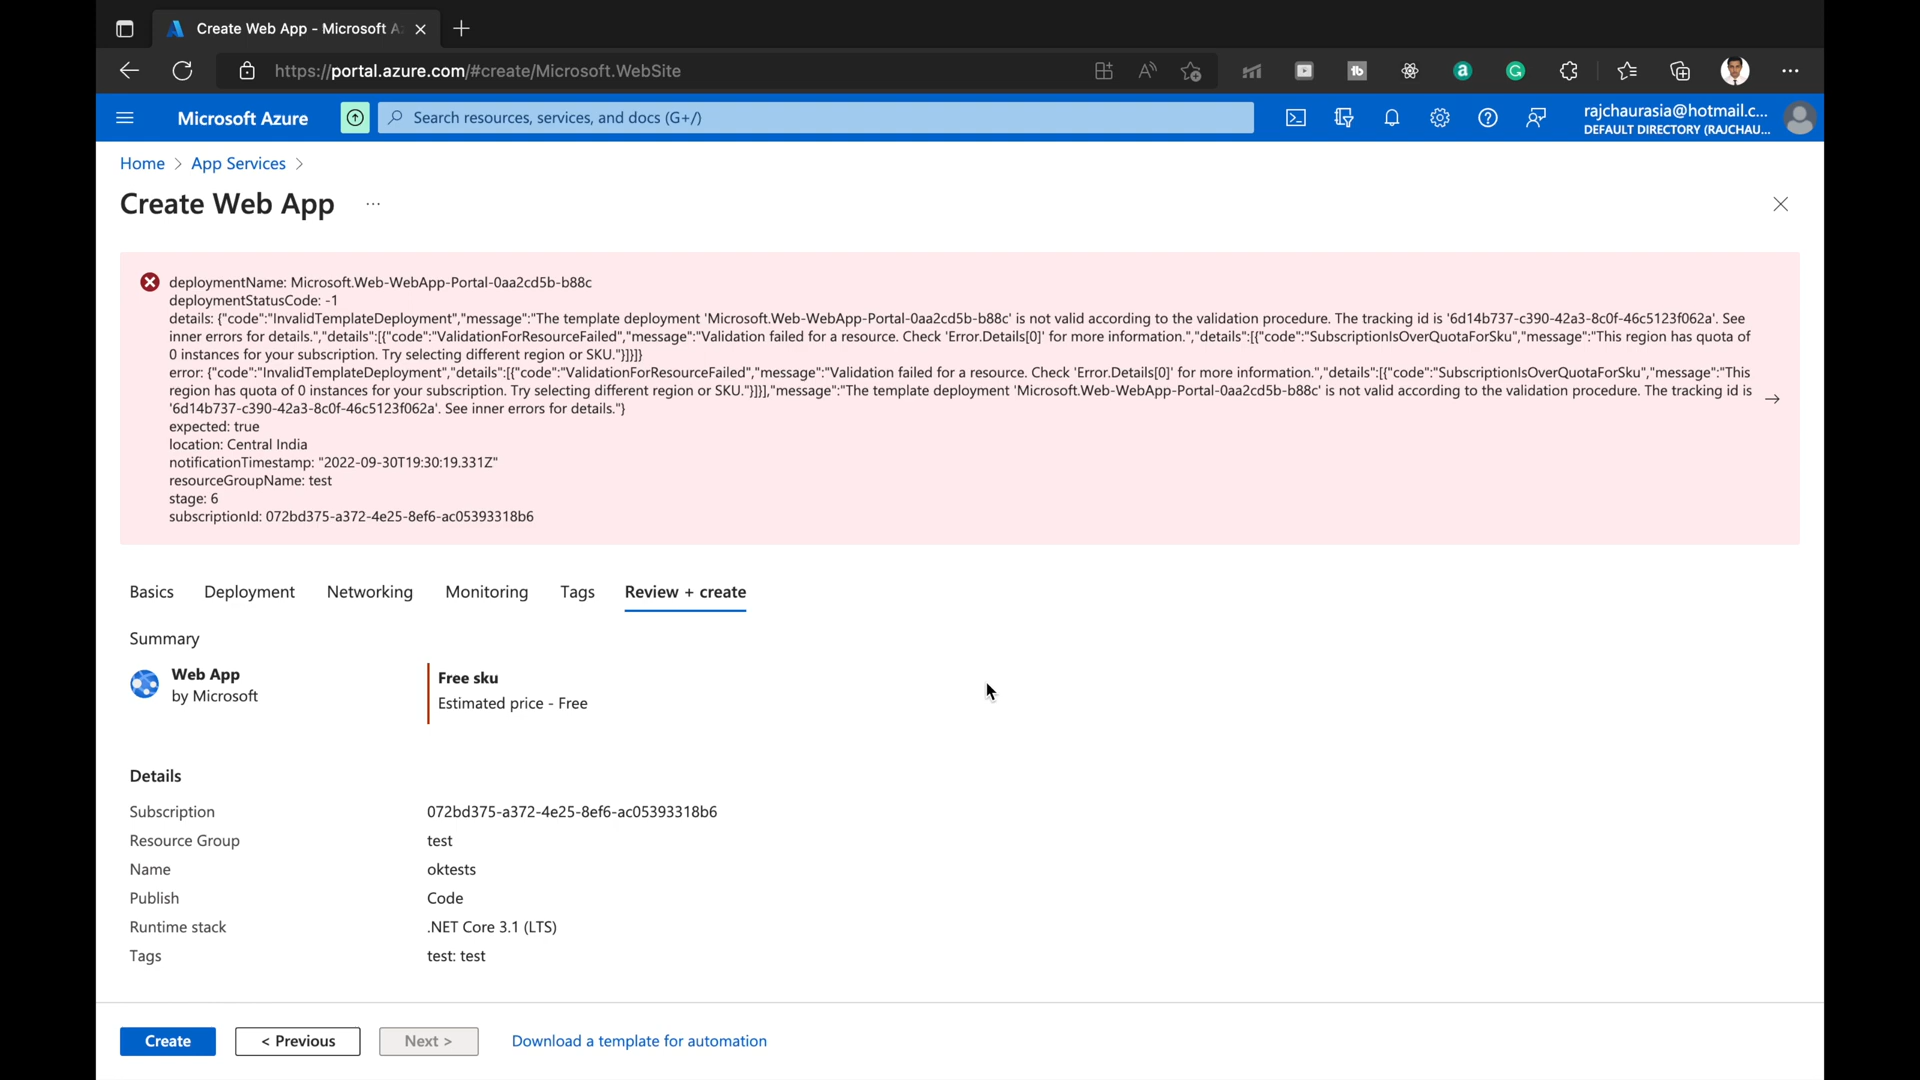 Create Web App - Microsoft A
https://portal.azure.com/#create/Microsoft.WebSite
Microsoft Azure
Search resources, services, and docs (G+/)
rajchaurasia@hotmail.c...
DEFAULT DIRECTORY (RAJCHAU...
Home > App Services >
Create Web App ...
deploymentName: Microsoft.Web-WebApp-Portal-0aa2cd5b-b88c
deploymentStatusCode: -1
details: {"code":"InvalidTemplateDeployment","message":"The template deployment 'Microsoft.Web-WebApp-Portal-0aa2cd5b-b88c' is not valid according to the validation procedure. The tracking id is '6d14b737-c390-42a3-8c0f-46c5123f062a'. See
inner errors for details.","details":[{"code":"ValidationForResourceFailed","message":"Validation failed for a resource. Check 'Error.Details[0]' for more information.","details":[{"code":"SubscriptionIsOverQuotaForSku","message":"This region has quota of
0 instances for your subscription. Try selecting different region or SKU."}]}]}
error: {"code":"InvalidTemplateDeployment","details":[{"code":"ValidationForResourceFailed","message":"Validation failed for a resource. Check 'Error.Details[0]' for more information.","details":[{"code":"SubscriptionIsOverQuotaForSku","message":"This
region has quota of 0 instances for your subscription. Try selecting different region or SKU."}]}],"message":"The template deployment 'Microsoft.Web-WebApp-Portal-0aa2cd5b-b88c' is not valid according to the validation procedure. The tracking id is
'6d14b737-c390-42a3-8c0f-46c5123f062a'. See inner errors for details."}
expected: true
location: Central India
notificationTimestamp: "2022-09-30T19:30:19.331Z"
resourceGroupName: test
stage: 6
subscriptionId: 072bd375-a372-4e25-8ef6-ac05393318b6
Basics Deployment Networking Monitoring Tags Review + create
Summary
Web App
by Microsoft
Free sku
Estimated price - Free
Details
Subscription 072bd375-a372-4e25-8ef6-ac05393318b6
Resource Group test
Name oktests
Publish Code
Runtime stack .NET Core 3.1 (LTS)
Tags test: test
Create < Previous Next > Download a template for automation